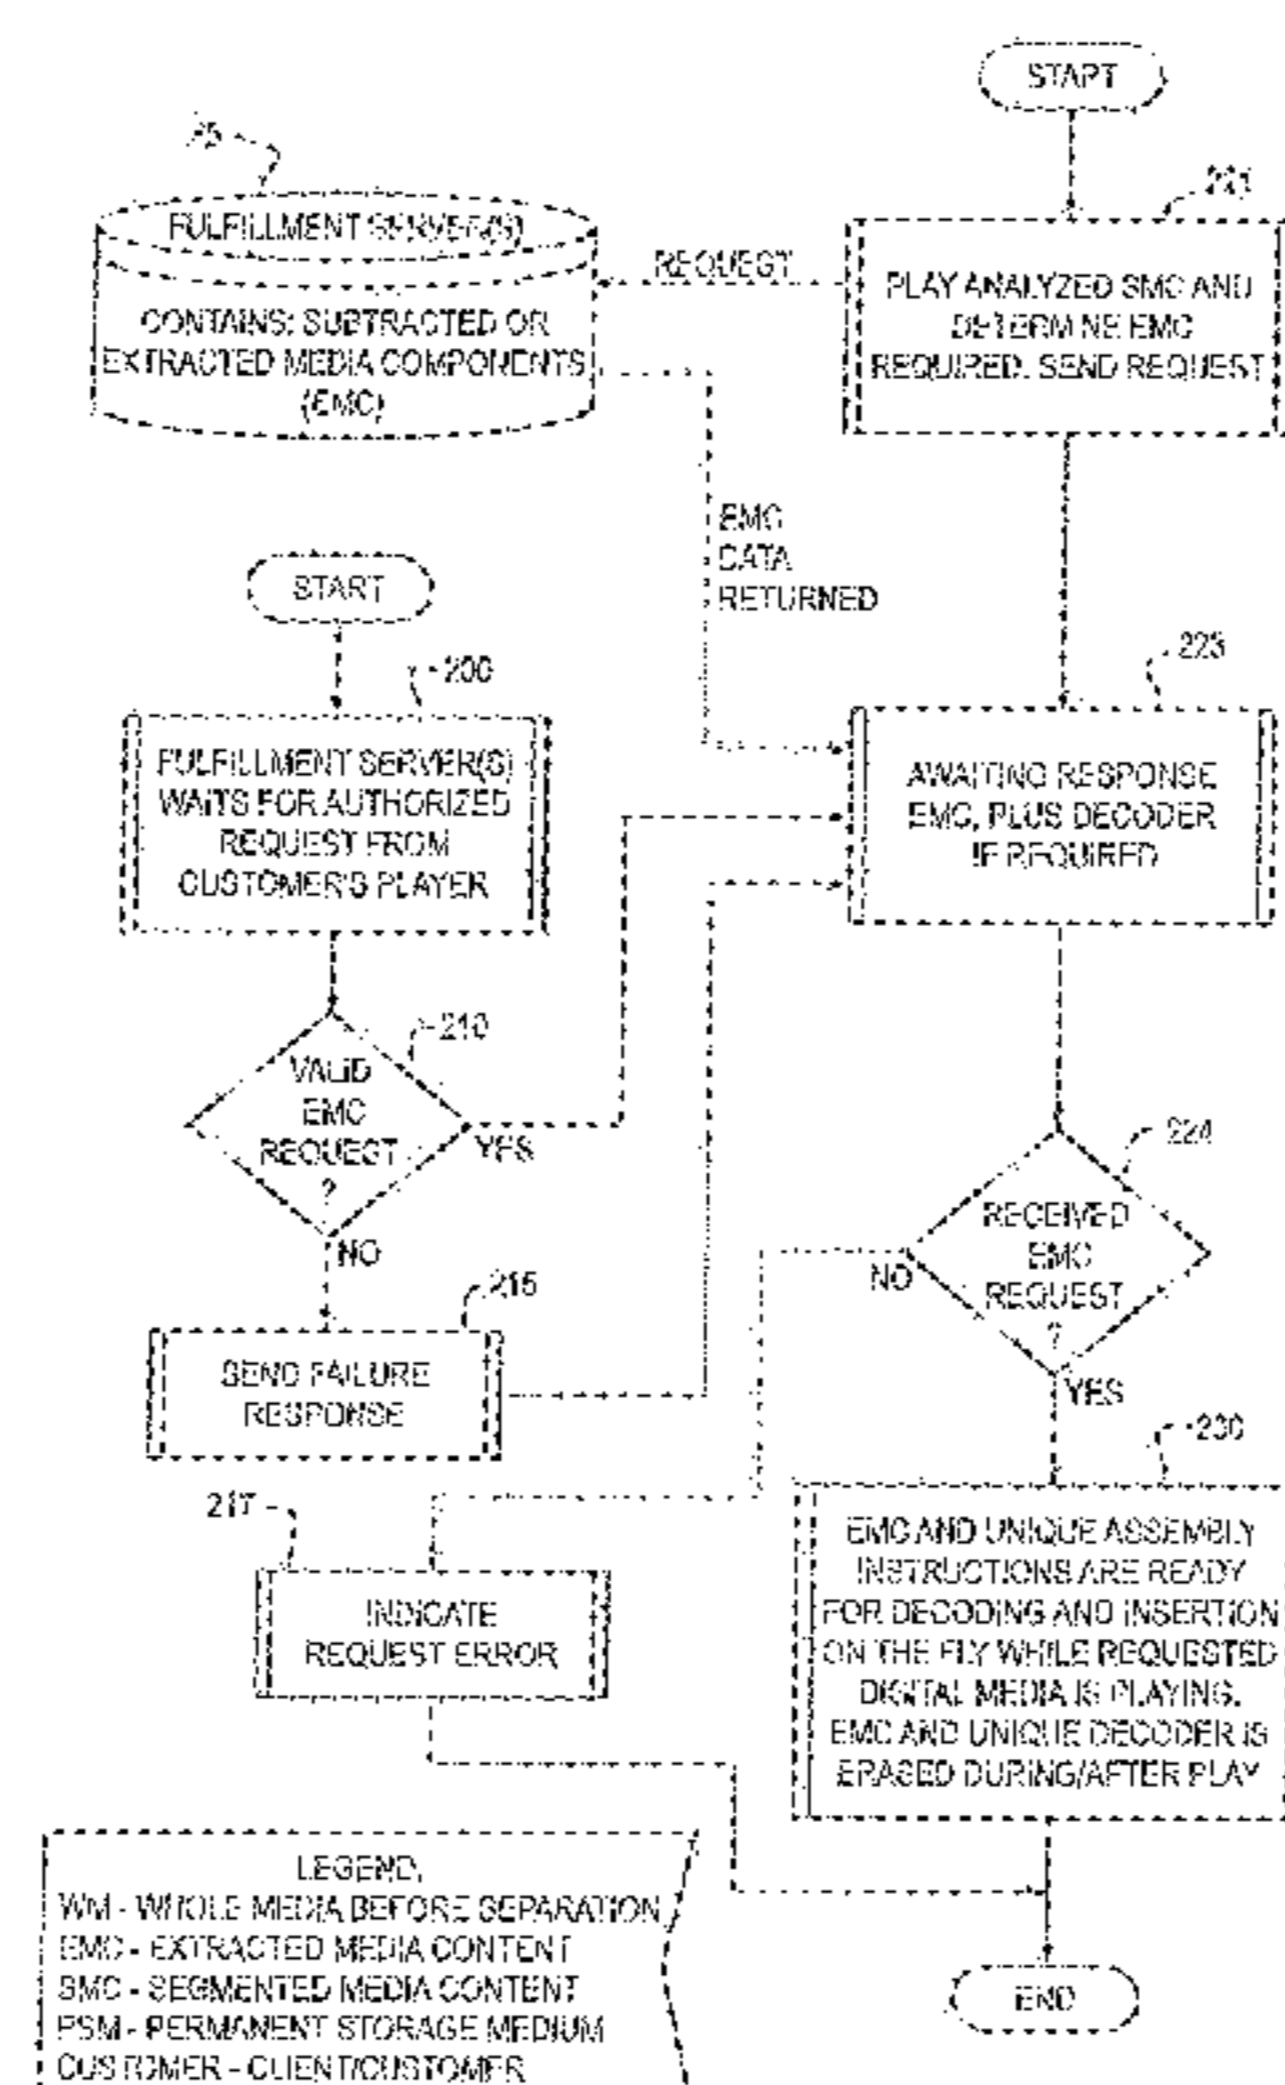 START
221
PLAY ANALYZED SMC AND
DETERMINE EMC
REQUIRED. SEND REQUEST
REQUEST
FULFILLMENT SERVER(S)
CONTAINS: SUBTRACTED OR
EXTRACTED MEDIA COMPONENTS
(EMC)
EMC
DATA
RETURNED
START
200
FULFILLMENT SERVER(S)
WAITS FOR AUTHORIZED
REQUEST FROM
CUSTOMER'S PLAYER
223
AWAITING RESPONSE
EMC, PLUS DECODER
IF REQUIRED
210
VALID
EMC
REQUEST
?
YES
NO
224
RECEIVED
EMC
REQUEST
?
NO
YES
215
SEND FAILURE
RESPONSE
217
INDICATE
REQUEST ERROR
230
EMC AND UNIQUE ASSEMBLY
INSTRUCTIONS ARE READY
FOR DECODING AND INSERTION
ON THE FLY WHILE REQUESTED
DIGITAL MEDIA IS PLAYING.
EMC AND UNIQUE DECODER IS
ERASED DURING/AFTER PLAY
END
LEGEND.
WM - WHOLE MEDIA BEFORE SEPARATION
EMC - EXTRACTED MEDIA CONTENT
SMC - SEGMENTED MEDIA CONTENT
PSM - PERMANENT STORAGE MEDIUM
CUSTOMER - CLIENT/CUSTOMER